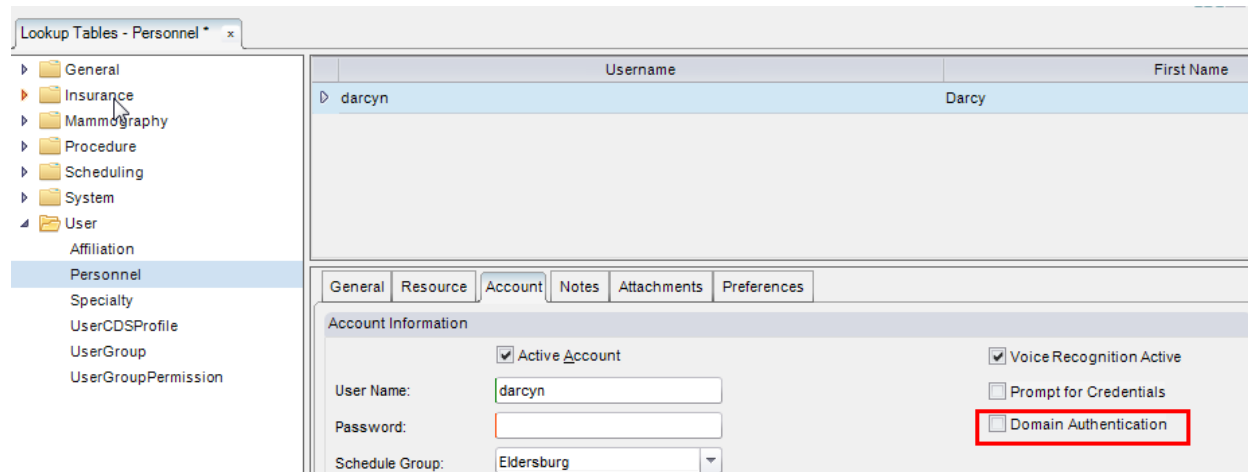 Lookup Tables - Personnel * x
General
Insurance
Mammography
Procedure
Scheduling
System
User
Affiliation
Personnel
Specialty
UserCDSProfile
UserGroup
UserGroupPermission
Username First Name
darcyn Darcy
General Resource Account Notes Attachments Preferences
Account Information
Active Account Voice Recognition Active
User Name: darcyn Prompt for Credentials
Password: Domain Authentication
Schedule Group: Eldersburg